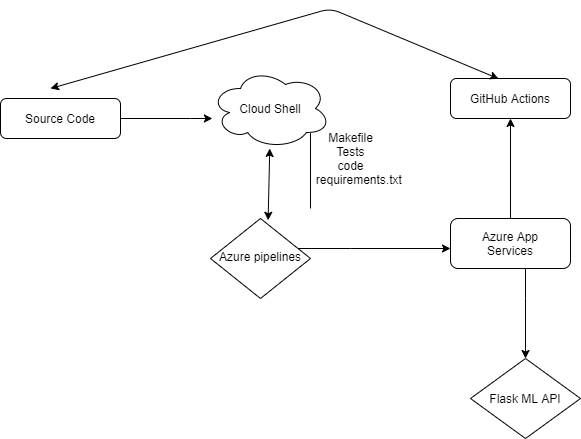 Source Code
Cloud Shell
GitHub Actions
Makefile
Tests
code
requirements.txt
Azure pipelines
Azure App
Services
Flask ML API